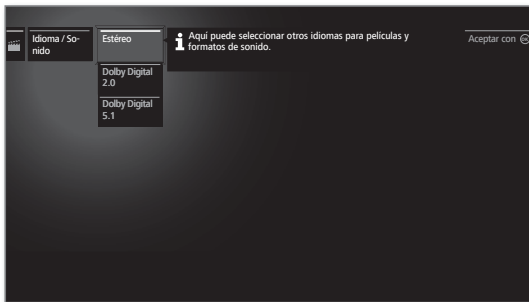 Idioma / So-
nido
Estéreo
Dolby Digital
2.0
Dolby Digital
5.1
i Aquí puede seleccionar otros idiomas para películas y
formatos de sonido.
Aceptar con OK